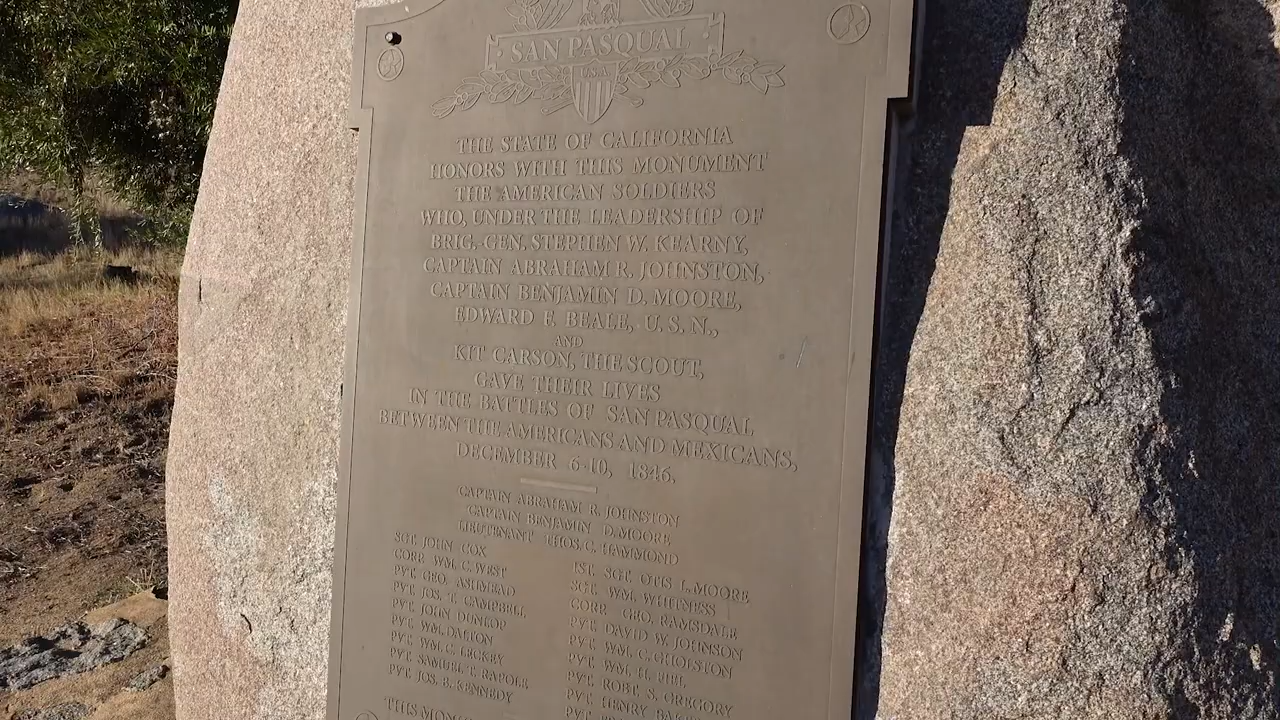 SAN PASQUAL
U.S.A.
THE STATE OF CALIFORNIA
HONORS WITH THIS MONUMENT
THE AMERICAN SOLDIERS
WHO, UNDER THE LEADERSHIP OF
BRIG. GEN. STEPHEN W. KEARNY,
CAPTAIN ABRAHAM R. JOHNSTON,
CAPTAIN BENJAMIN D. MOORE,
EDWARD F. BEALE, U.S.N.,
AND
KIT CARSON, THE SCOUT,
GAVE THEIR LIVES
IN THE BATTLES OF SAN PASQUAL
BETWEEN THE AMERICANS AND MEXICANS,
DECEMBER 6-10, 1846.
CAPTAIN ABRAHAM R. JOHNSTON
CAPTAIN BENJAMIN D. MOORE
LIEUTENANT THOS. C. HAMMOND
SGT. JOHN COX
CORP. WM. C. WEST
PVT. GEO. ASHMEAD
PVT. JOS. T. CAMPBELL
PVT. JOHN DUNLOP
PVT. WM. DALTON
PVT. WM. C. LECKEY
PVT. SAMUEL T. RAPOLE
PVT. JOS. B. KENNEDY
1ST. SGT. OTIS L. MOORE
SGT. WM. WHITNESS
CORP. GEO. RAMSDALE
PVT. DAVID W. JOHNSON
PVT. WM. C. GHOLSTON
PVT. WM. H. FIEL
PVT. ROBT. S. GREGORY
PVT. HENRY
PVT.
THIS